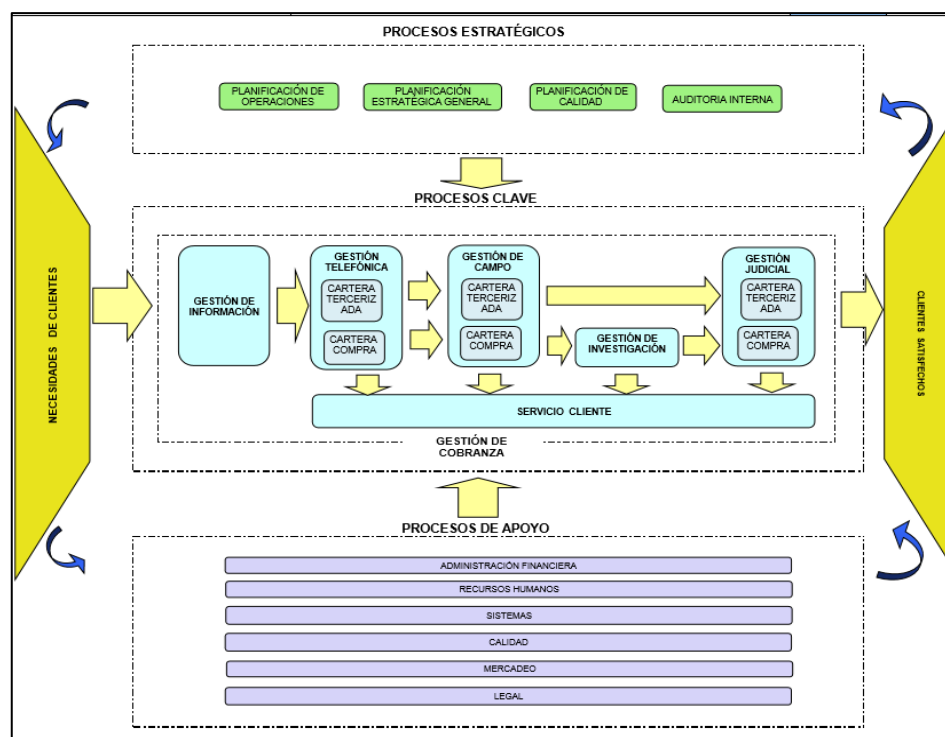 PROCESOS ESTRATÉGICOS
PLANIFICACIÓN DE
OPERACIONES
PLANIFICACIÓN
ESTRATÉGICA GENERAL
PLANIFICACIÓN DE
CALIDAD
AUDITORIA INTERNA
PROCESOS CLAVE
NECESIDADES DE CLIENTES
GESTIÓN DE
INFORMACIÓN
GESTIÓN
TELEFÓNICA
CARTERA
TERCERIZ
ADA
CARTERA
COMPRA
GESTIÓN DE
CAMPO
CARTERA
TERCERIZ
ADA
CARTERA
COMPRA
GESTIÓN DE
INVESTIGACIÓN
GESTIÓN
JUDICIAL
CARTERA
TERCERIZ
ADA
CARTERA
COMPRA
CLIENTES SATISFECHOS
SERVICIO CLIENTE
GESTIÓN DE
COBRANZA
PROCESOS DE APOYO
ADMINISTRACIÓN FINANCIERA
RECURSOS HUMANOS
SISTEMAS
CALIDAD
MERCADEO
LEGAL